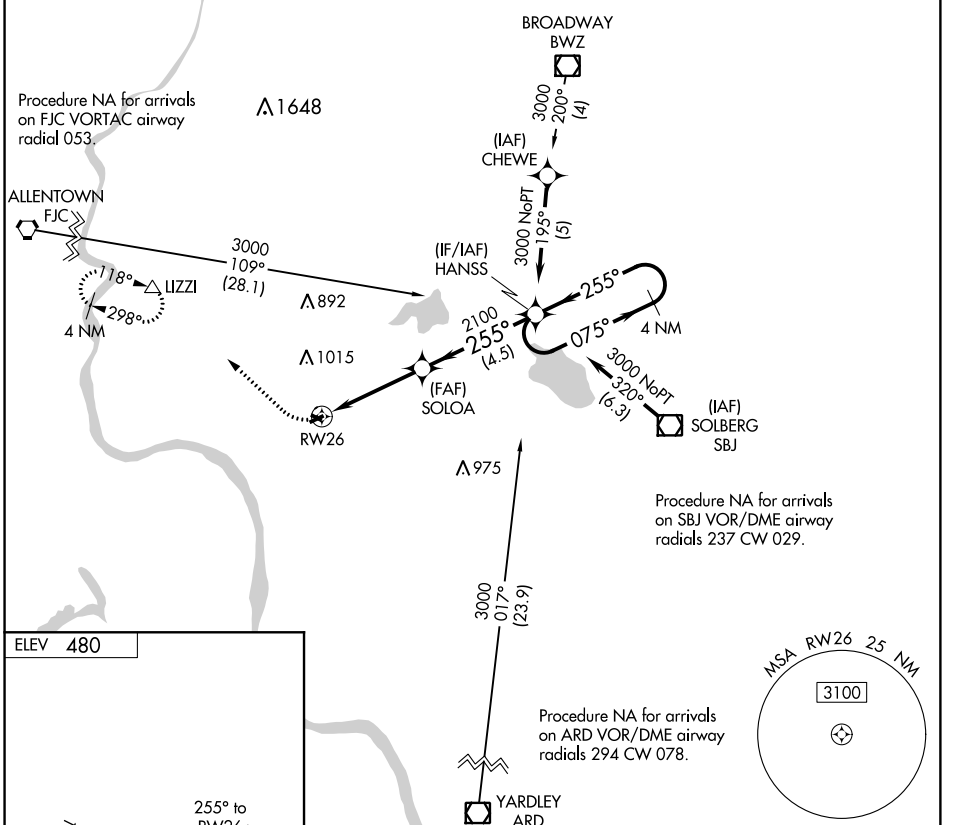 BROADWAY
BWZ
Procedure NA for arrivals
on FJC VORTAC airway
radial 053.
1648
3000
200°
(4)
(IAF)
CHEWE
ALLENTOWN
FJC
3000 NoPT
195°
(5)
3000
109°
(28.1)
(IF/IAF)
HANSS
118°
LIZZI
298°
4 NM
892
255°
075°
4 NM
2100
255°
(4.5)
1015
3000 NoPT
320°
(6.3)
(FAF)
SOLOA
(IAF)
SOLBERG
SBJ
RW26
975
Procedure NA for arrivals
on SBJ VOR/DME airway
radials 237 CW 029.
3000
017°
(23.9)
ELEV 480
MSA RW26 25 NM
3100
Procedure NA for arrivals
on ARD VOR/DME airway
radials 294 CW 078.
255° to
RW26
YARDLEY
ARD